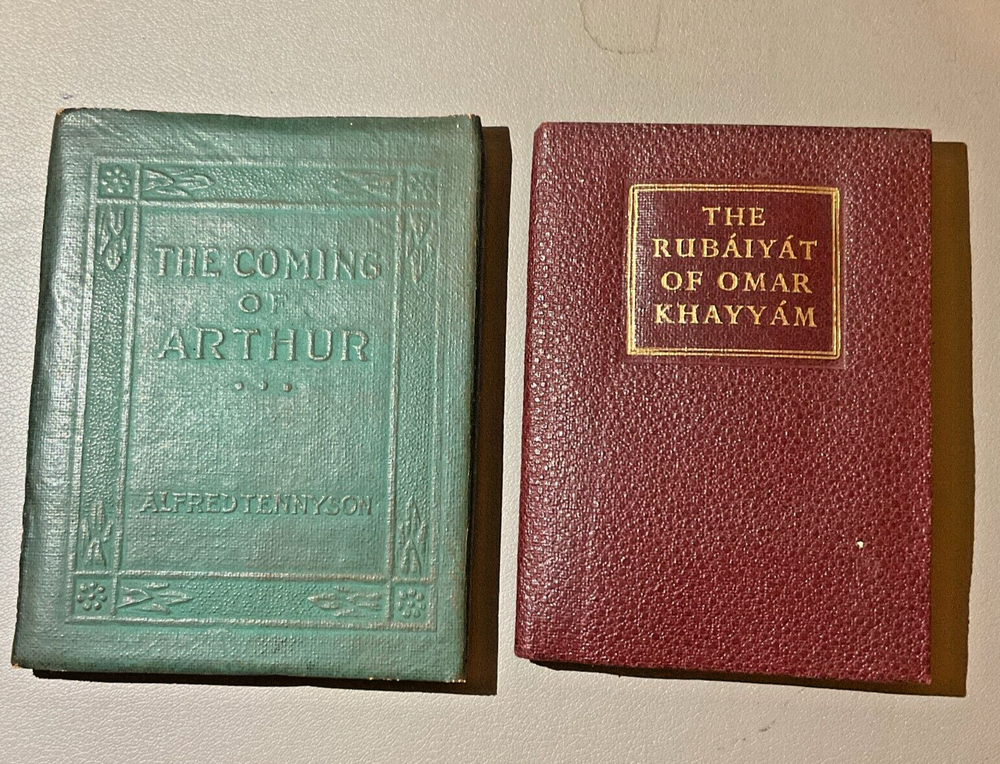 THE COMING
OF
ARTHUR
...
ALFRED TENNYSON
THE
RUBÁIYÁT
OF OMAR
KHAYYÁM